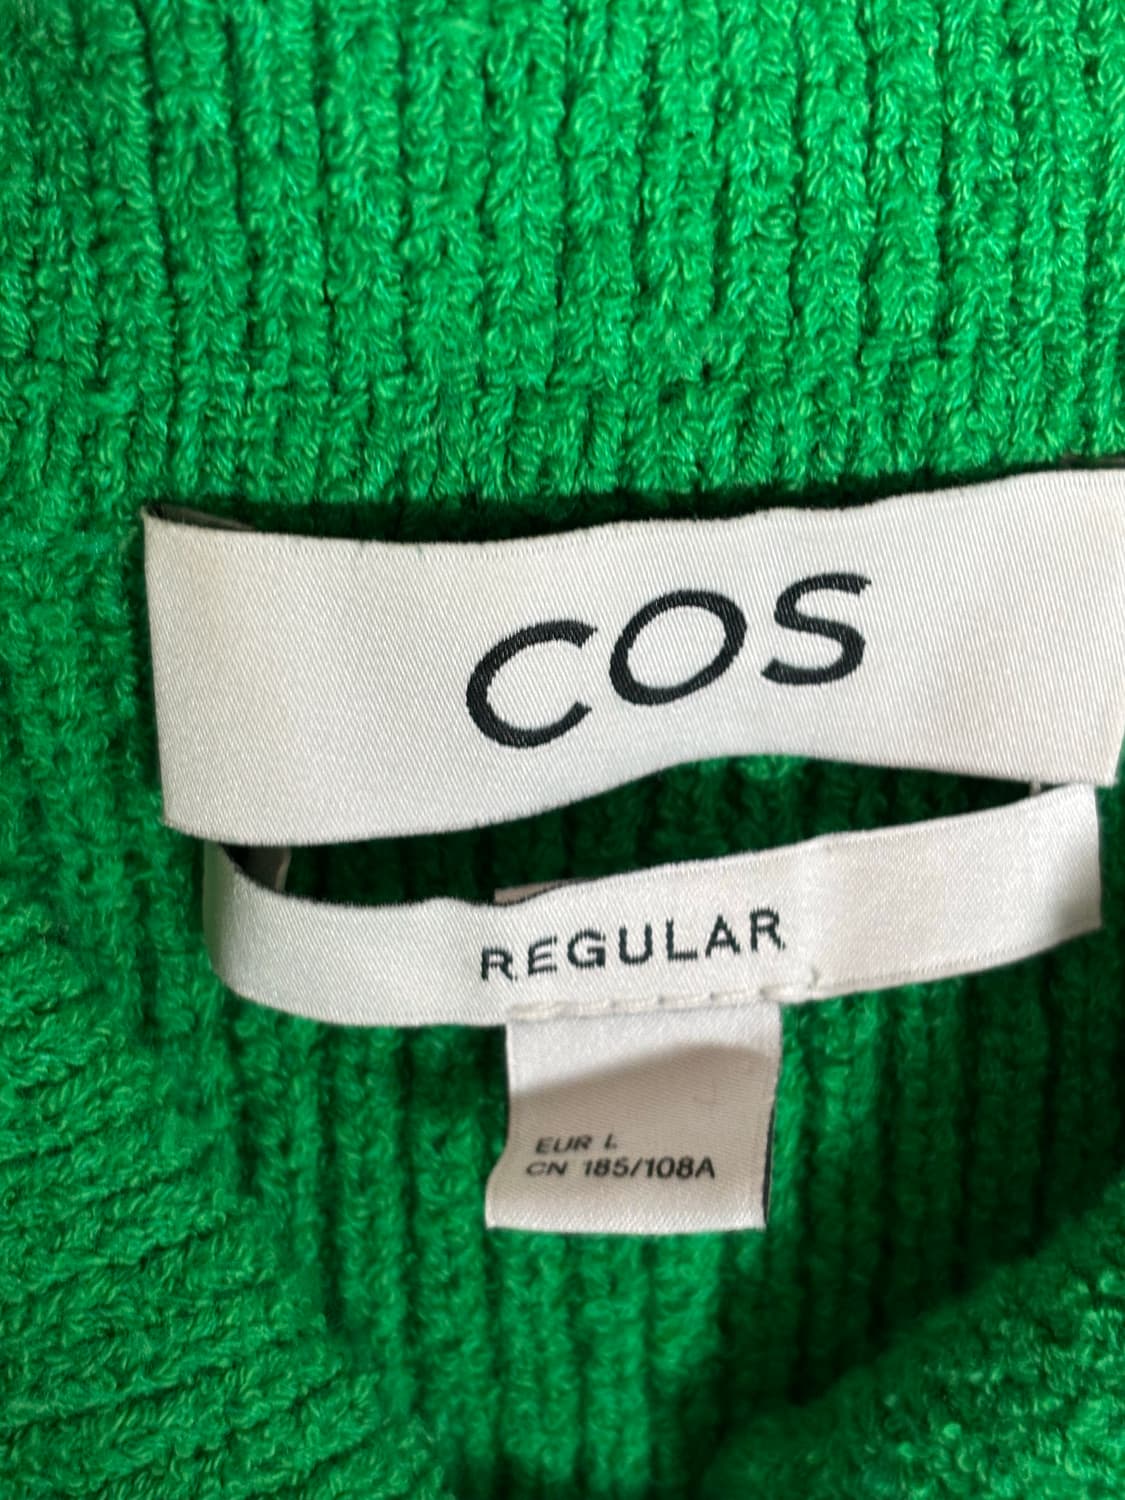 COS
REGULAR
EUR L
CN 185/108A